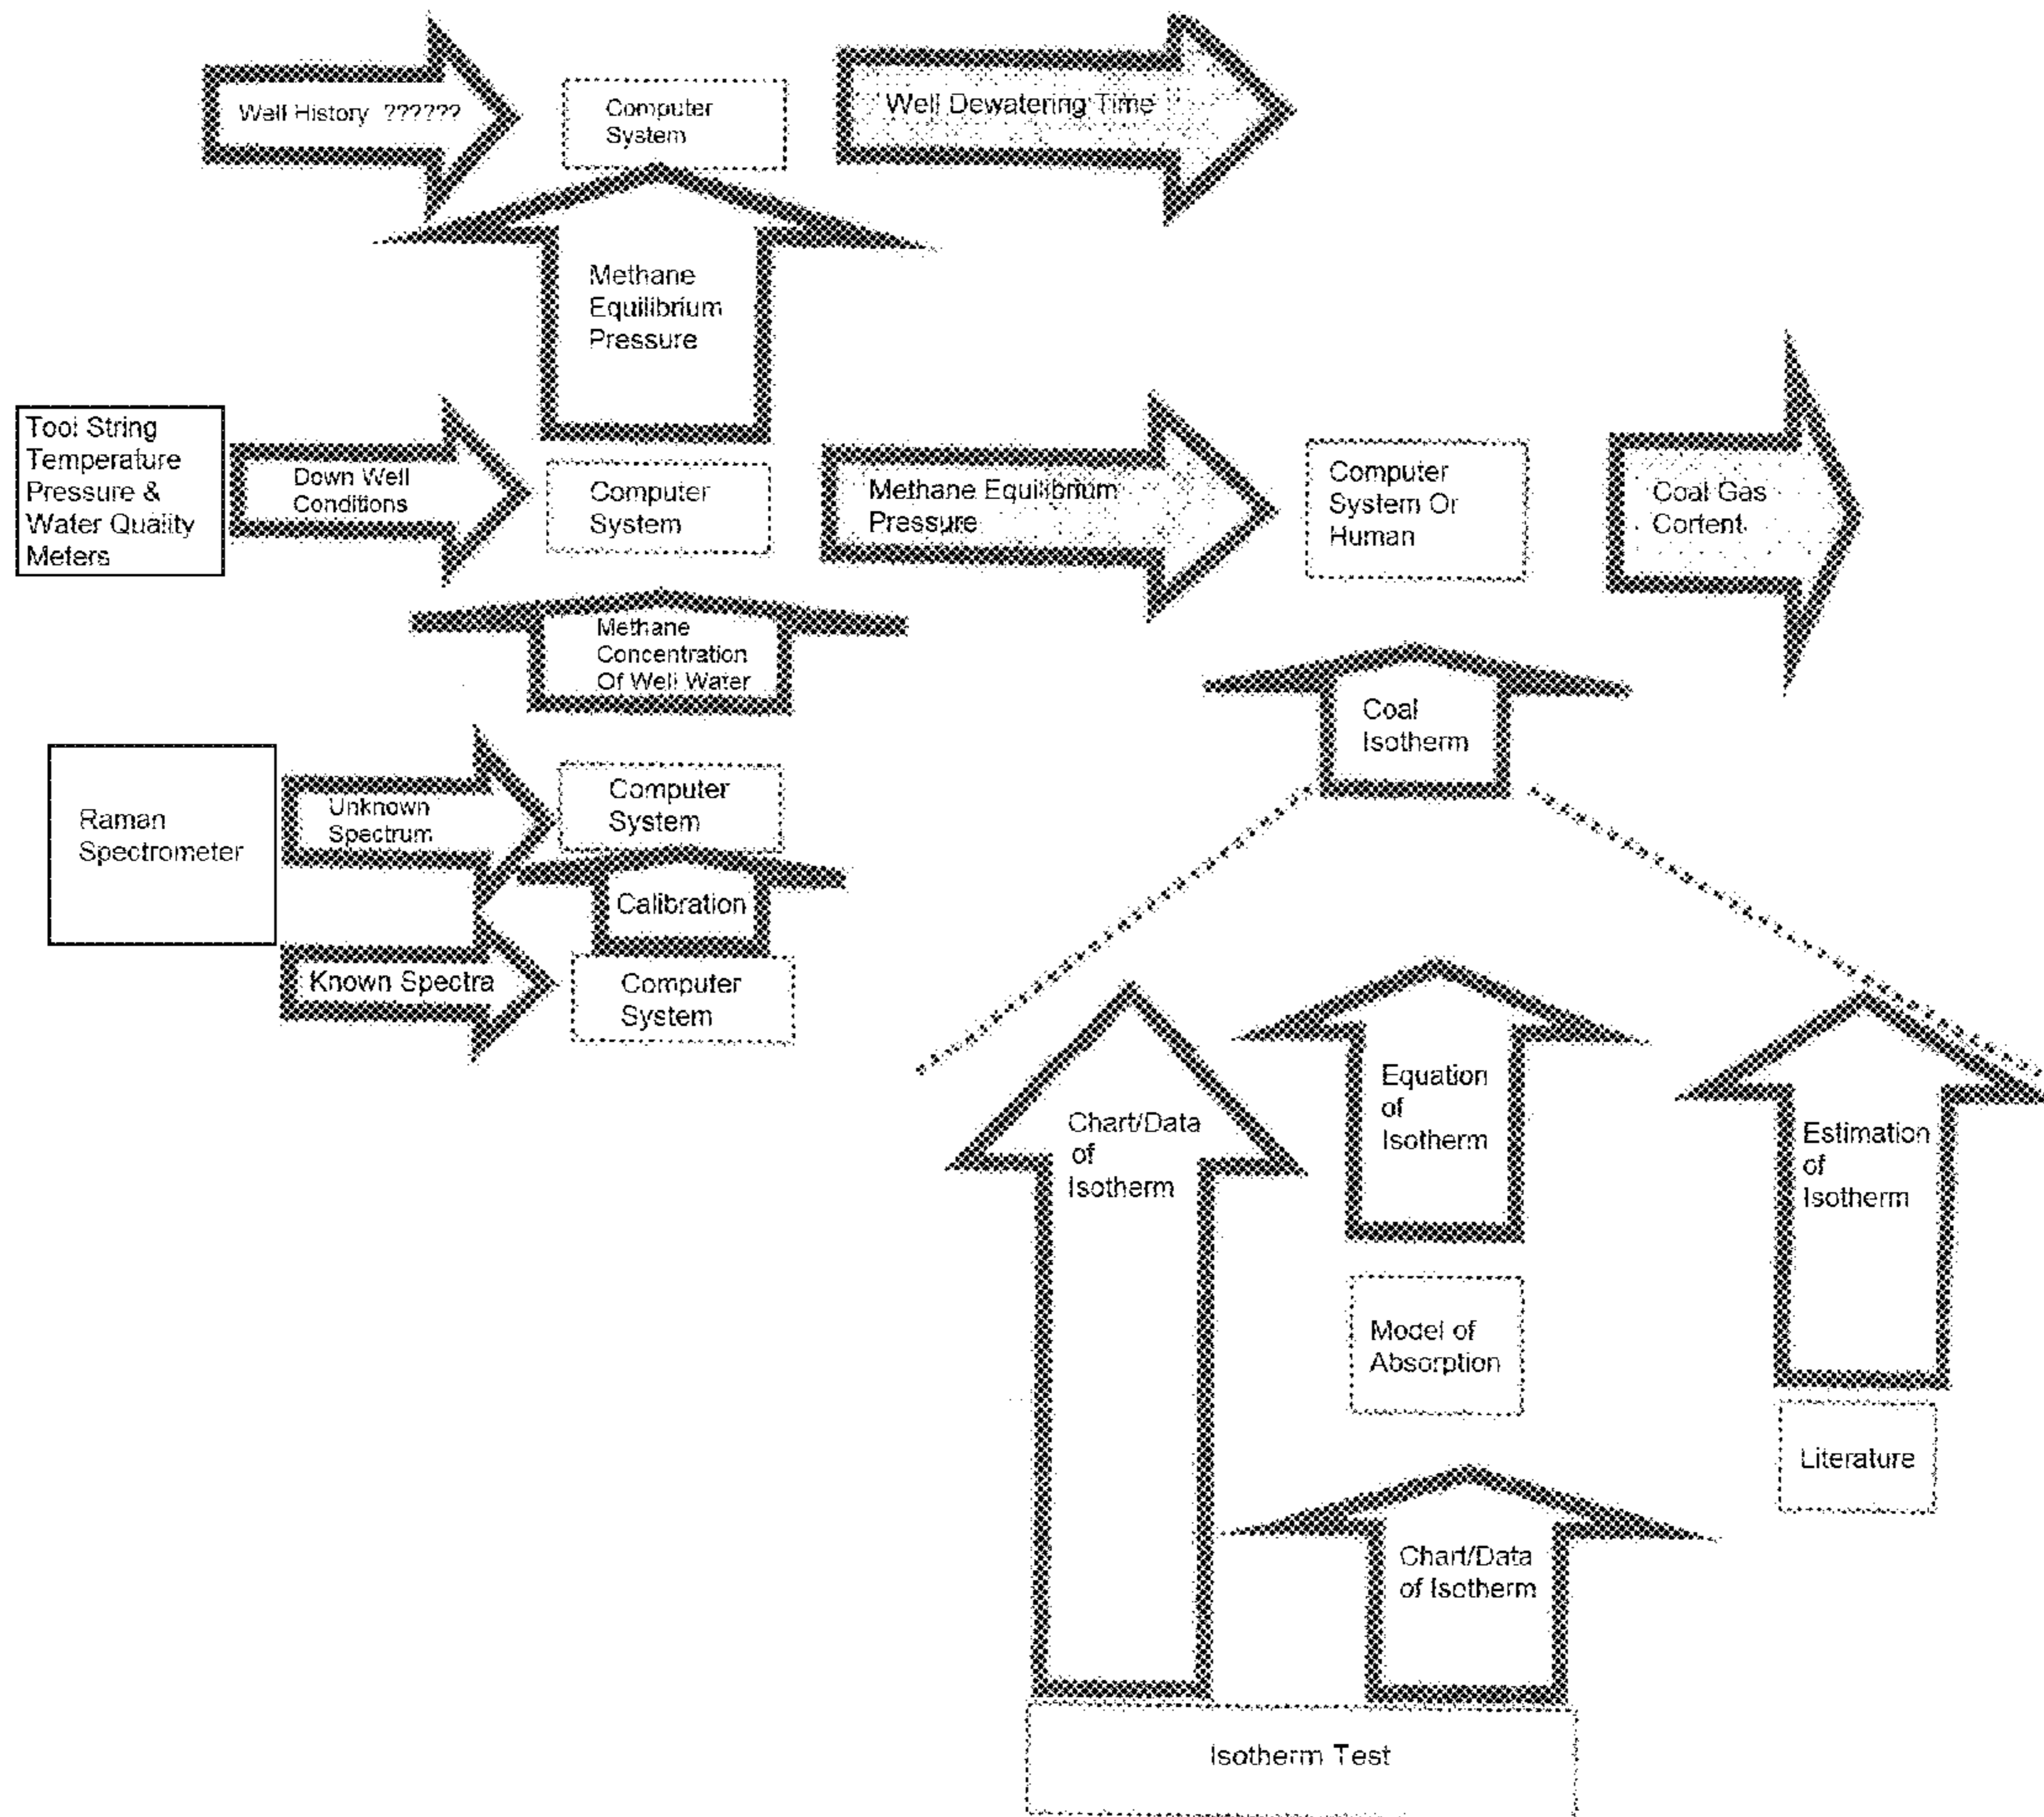 Well History ??????
Computer
System
Well Dewatering Time
Methane
Equilibrium
Pressure
Tool String
Temperature
Pressure &
Water Quality
Meters
Down Well
Conditions
Computer
System
Methane Equilibrium
Pressure
Computer
System Or
Human
Coal Gas
Content
Methane
Concentration
Of Well Water
Coal
Isotherm
Raman
Spectrometer
Unknown
Spectrum
Computer
System
Calibration
Known Spectra
Computer
System
Chart/Data
of
Isotherm
Equation
of
Isotherm
Estimation
of
Isotherm
Model of
Absorption
Literature
Chart/Data
of Isotherm
Isotherm Test